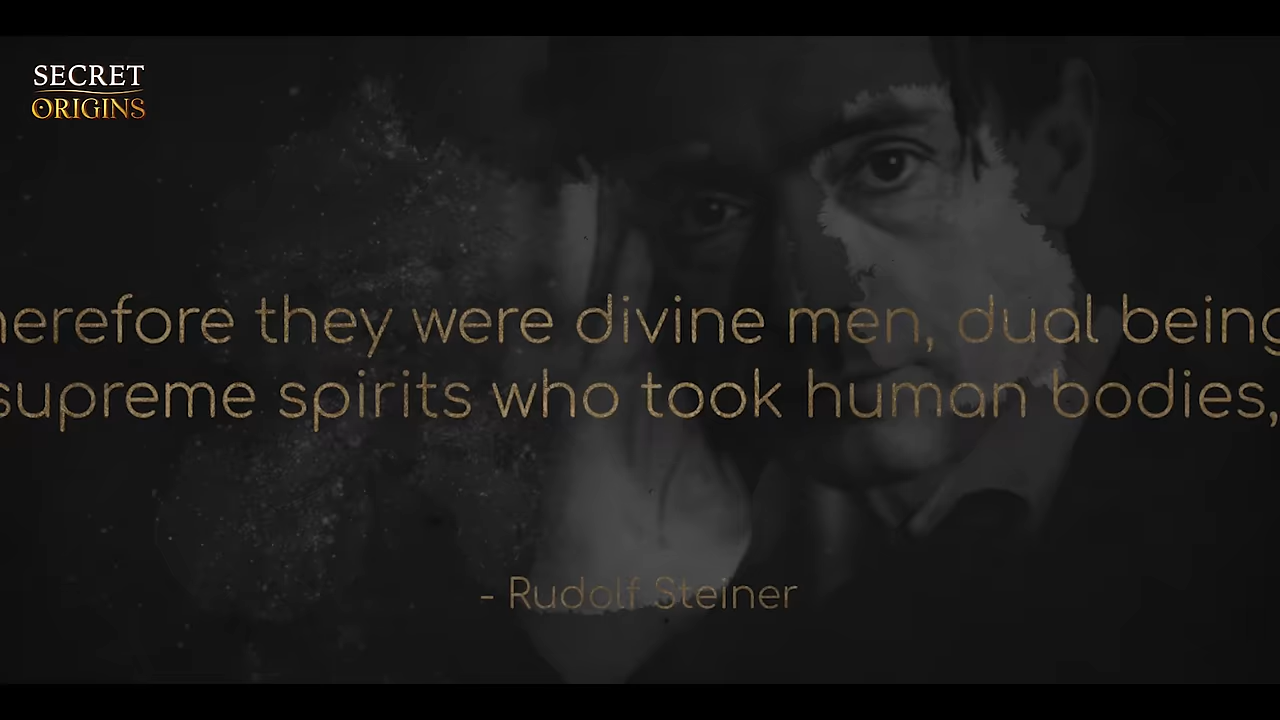 SECRET
ORIGINS
herefore they were divine men, dual being
supreme spirits who took human bodies,
- Rudolf Steiner